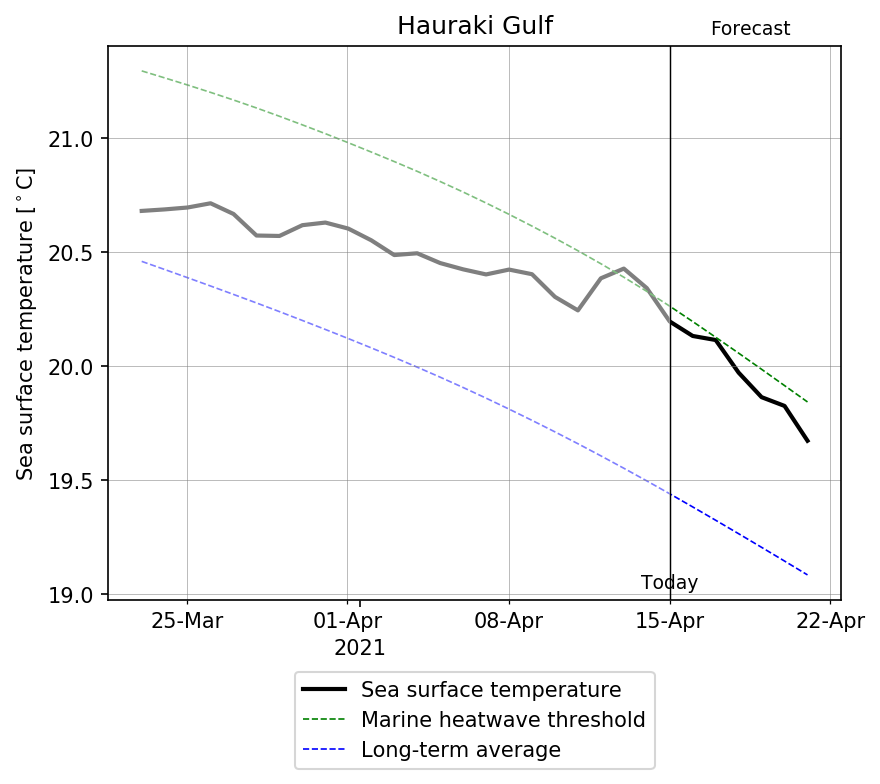 Hauraki Gulf
Forecast
Sea surface temperature [°C]
21.0
20.5
20.0
19.5
19.0
Today
25-Mar
01-Apr
08-Apr
15-Apr
22-Apr
2021
Sea surface temperature
Marine heatwave threshold
Long-term average